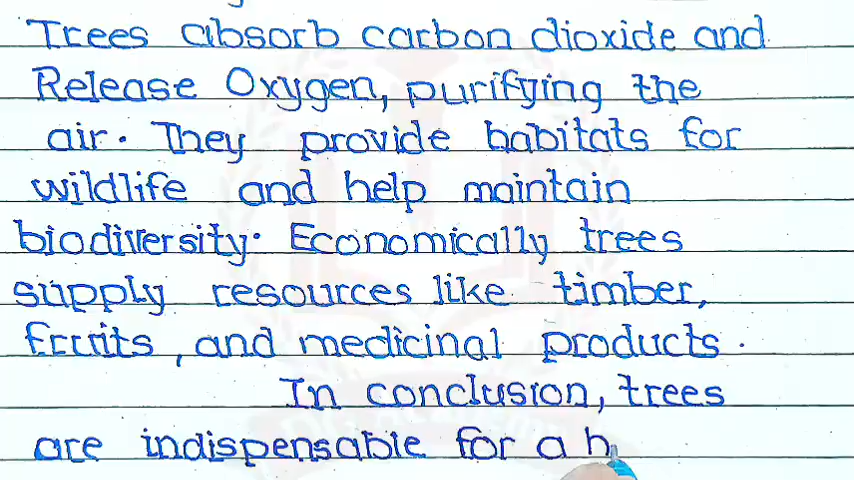 Trees absorb carbon dioxide and
Release Oxygen, purifying the
air. They provide habitats for
wildlife and help maintain
biodiversity. Economically trees
supply resources like timber,
fruits, and medicinal products.
In conclusion, trees
are indispensable for a h